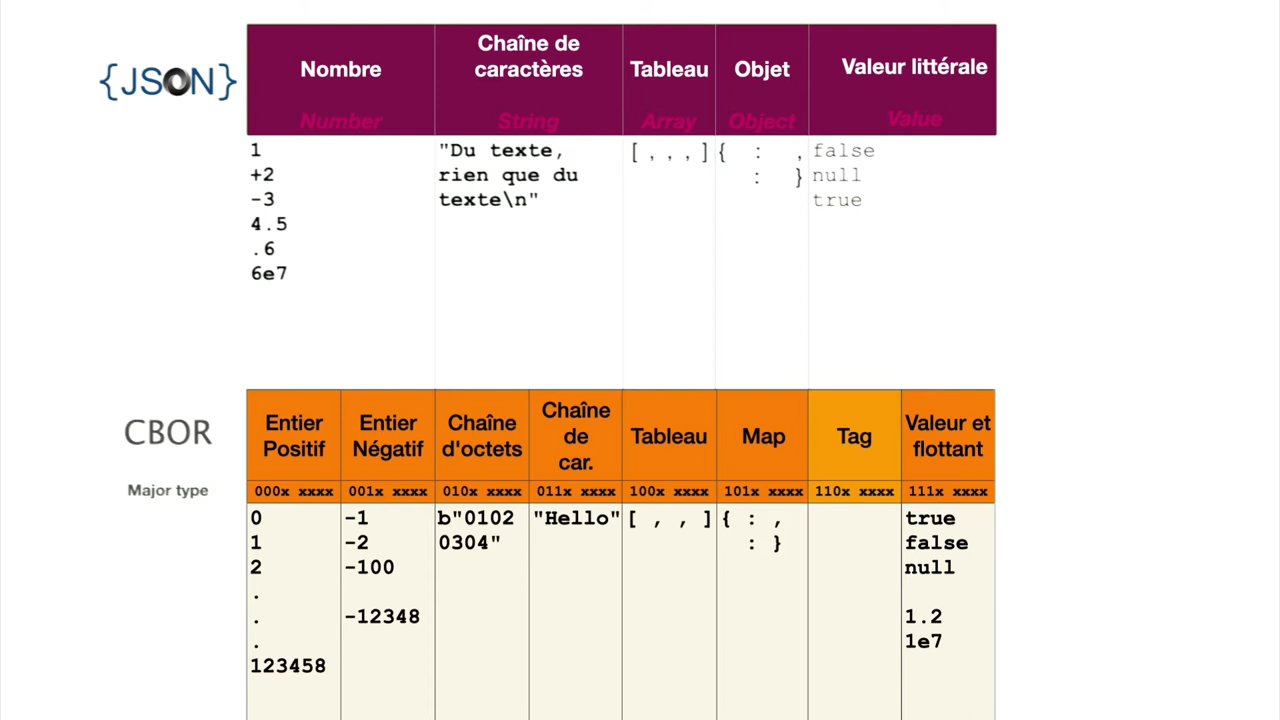 {JSON}
Nombre
Number
Chaîne de
caractères
String
Tableau
Array
Objet
Object
Valeur littérale
Value
1
+2
-3
4.5
.6
6e7
"Du texte,
rien que du
texte\n"
[ , , , ]
{ : ,
: }
false
null
true
CBOR
Major type
Entier
Positif
Entier
Négatif
Chaîne
d'octets
Chaîne
de
car.
Tableau
Map
Tag
Valeur et
flottant
000x xxxx
001x xxxx
010x xxxx
011x xxxx
100x xxxx
101x xxxx
110x xxxx
111x xxxx
0
1
2
.
.
.
123458
-1
-2
-100
-12348
b"0102
0304"
"Hello"
[ , , ]
{ : ,
: }
true
false
null
1.2
1e7